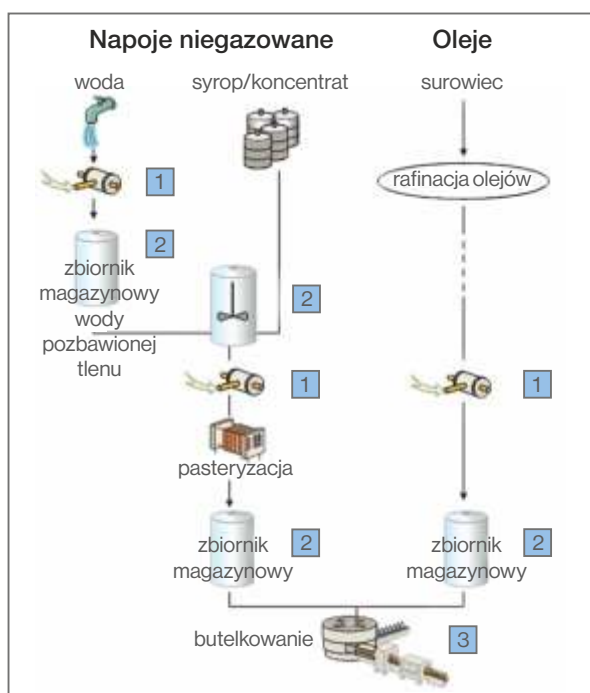 Napoje niegazowane
Oleje
woda
syrop/koncentrat
surowiec
1
rafinacja olejów
2
zbiornik
magazynowy
wody
pozbawionej
tlenu
2
1
1
pasteryzacja
2
zbiornik
magazynowy
2
zbiornik
magazynowy
butelkowanie
3